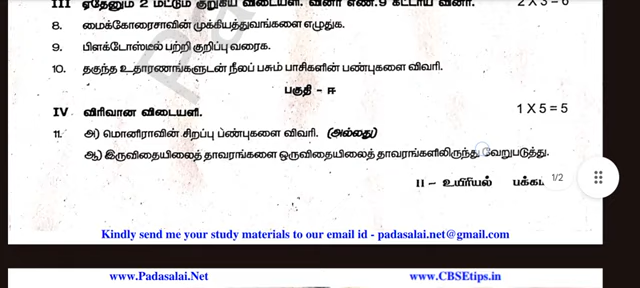 III ஏதேனும் 2 மட்டும் குறுகிய விடையளி. வினா எண்.9 கட்டாய வினா. 2 X 3 = 6
8. மைக்கோரைசாவின் முக்கியத்துவங்களை எழுதுக.
9. பிளக்டோஸ்டீல் பற்றி குறிப்பு வரைக.
10. தகுந்த உதாரணங்களுடன் நீலப் பசும் பாசிகளின் பண்புகளை விவரி.
பகுதி - ஈ
IV விரிவான விடையளி. 1 X 5 = 5
11. அ) மொனிராவின் சிறப்பு பண்புகளை விவரி. (அல்லது)
ஆ) இருவிதையிலைத் தாவரங்களை ஒருவிதையிலைத் தாவரங்களிலிருந்து வேறுபடுத்து.
11 – உயிரியல் பக்கம் 1/2
Kindly send me your study materials to our email id - padasalai.net@gmail.com
www.Padasalai.Net www.CBSEtips.in